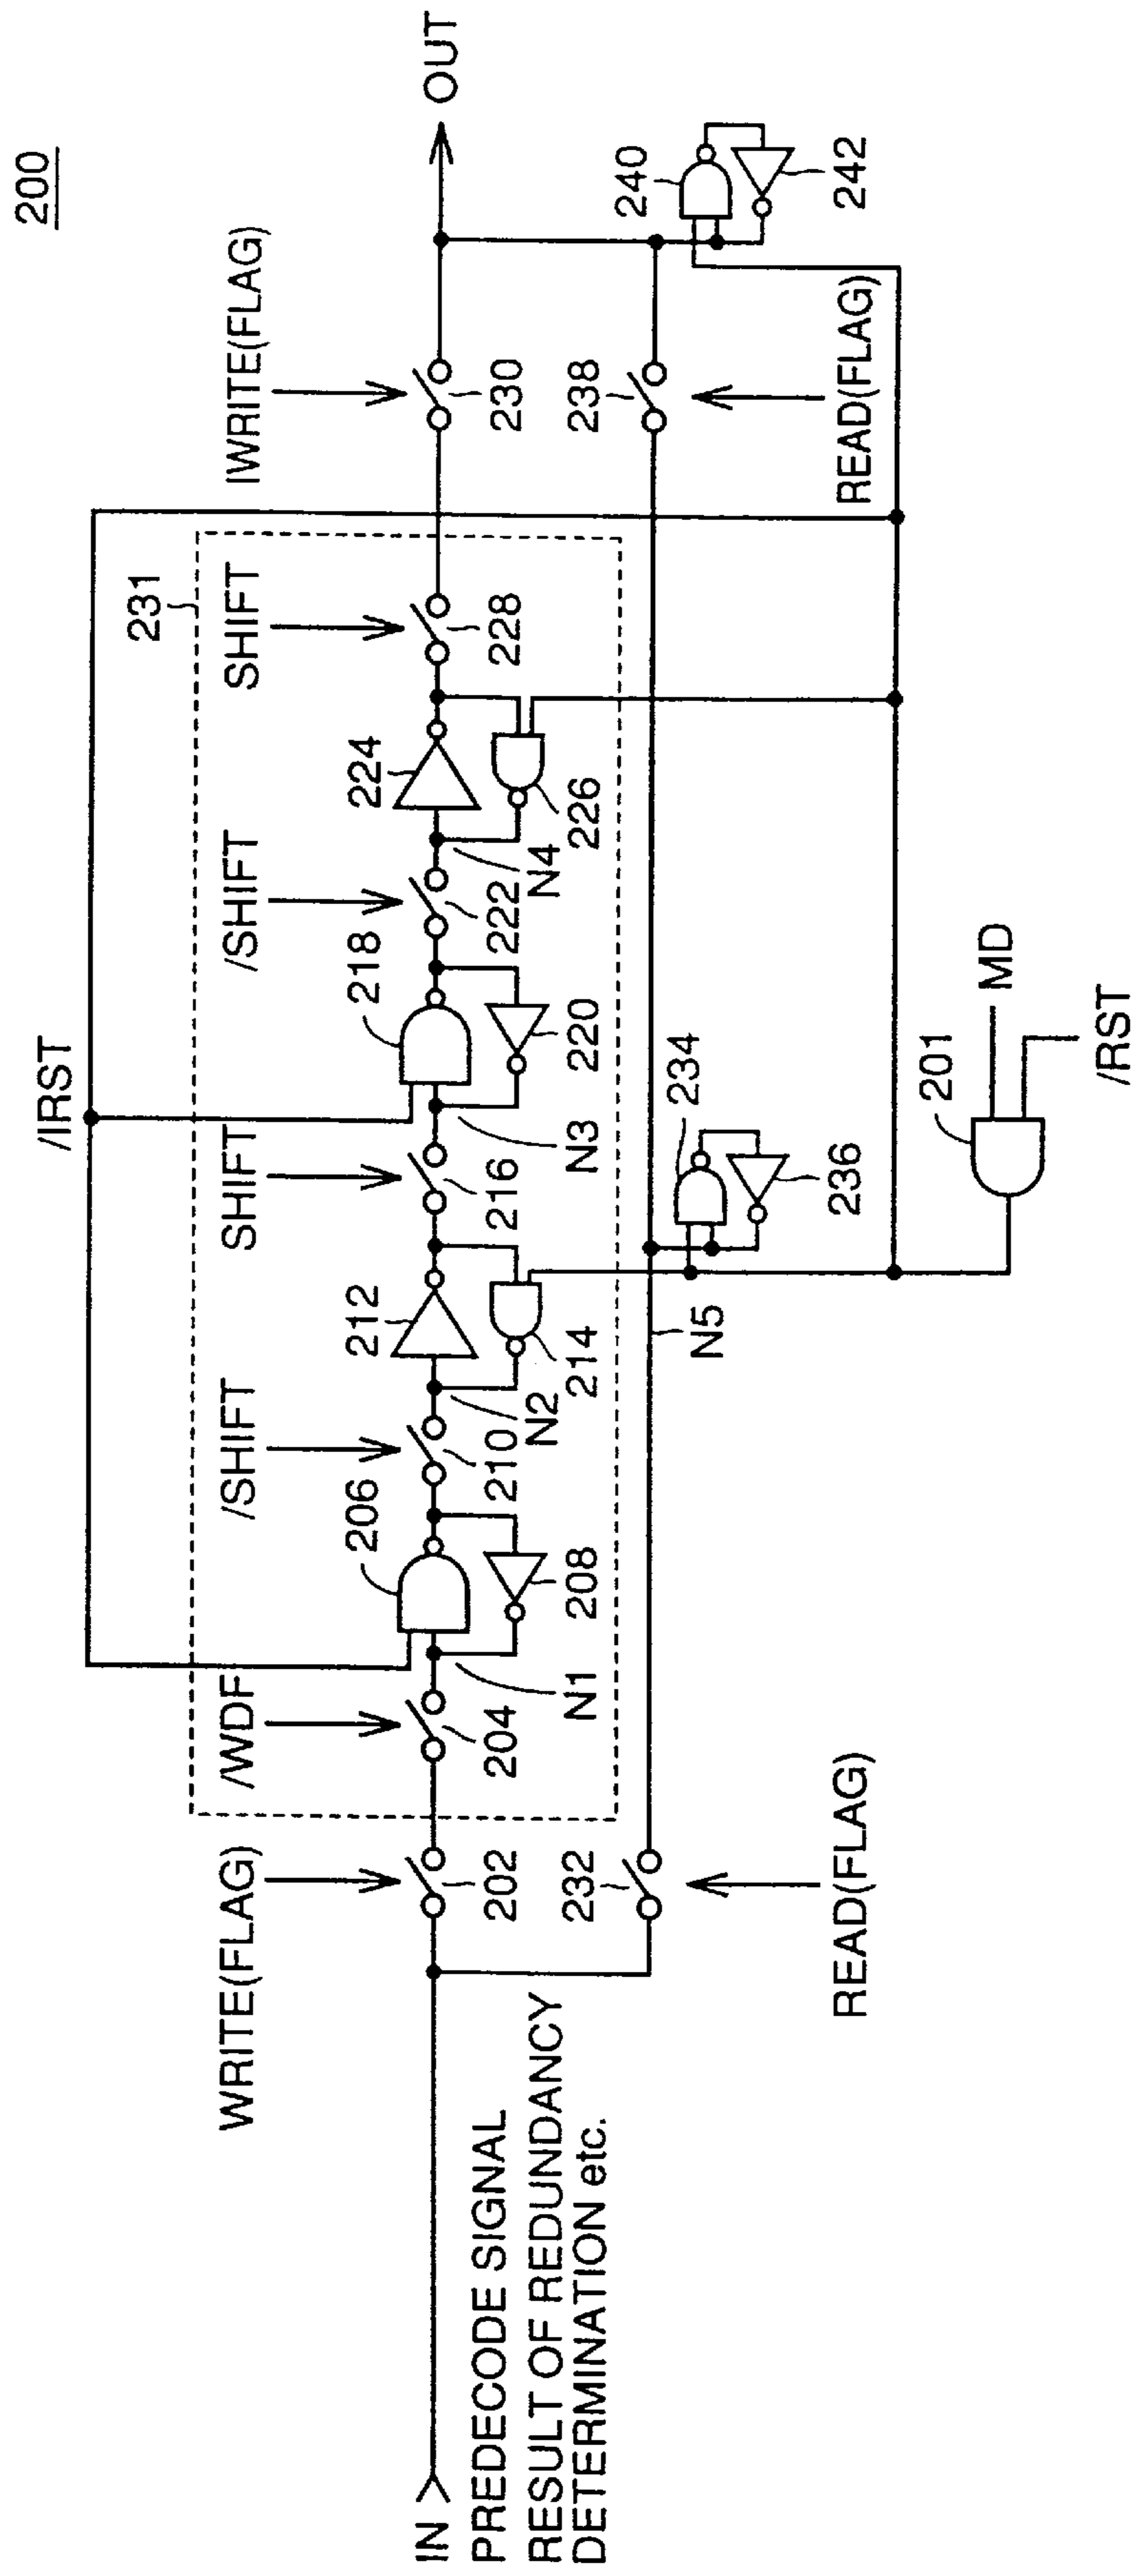 200
/IRST
231
WRITE(FLAG)
/WDF
/SHIFT
SHIFT
/SHIFT
SHIFT
IWRITE(FLAG)
206
212
218
224
IN
OUT
202
204
N1
208
210
N2
214
216
N3
220
222
N4
226
228
230
PREDECODE SIGNAL
RESULT OF REDUNDANCY
DETERMINATION etc.
232
N5
234
236
238
240
242
READ(FLAG)
READ(FLAG)
201
MD
/RST